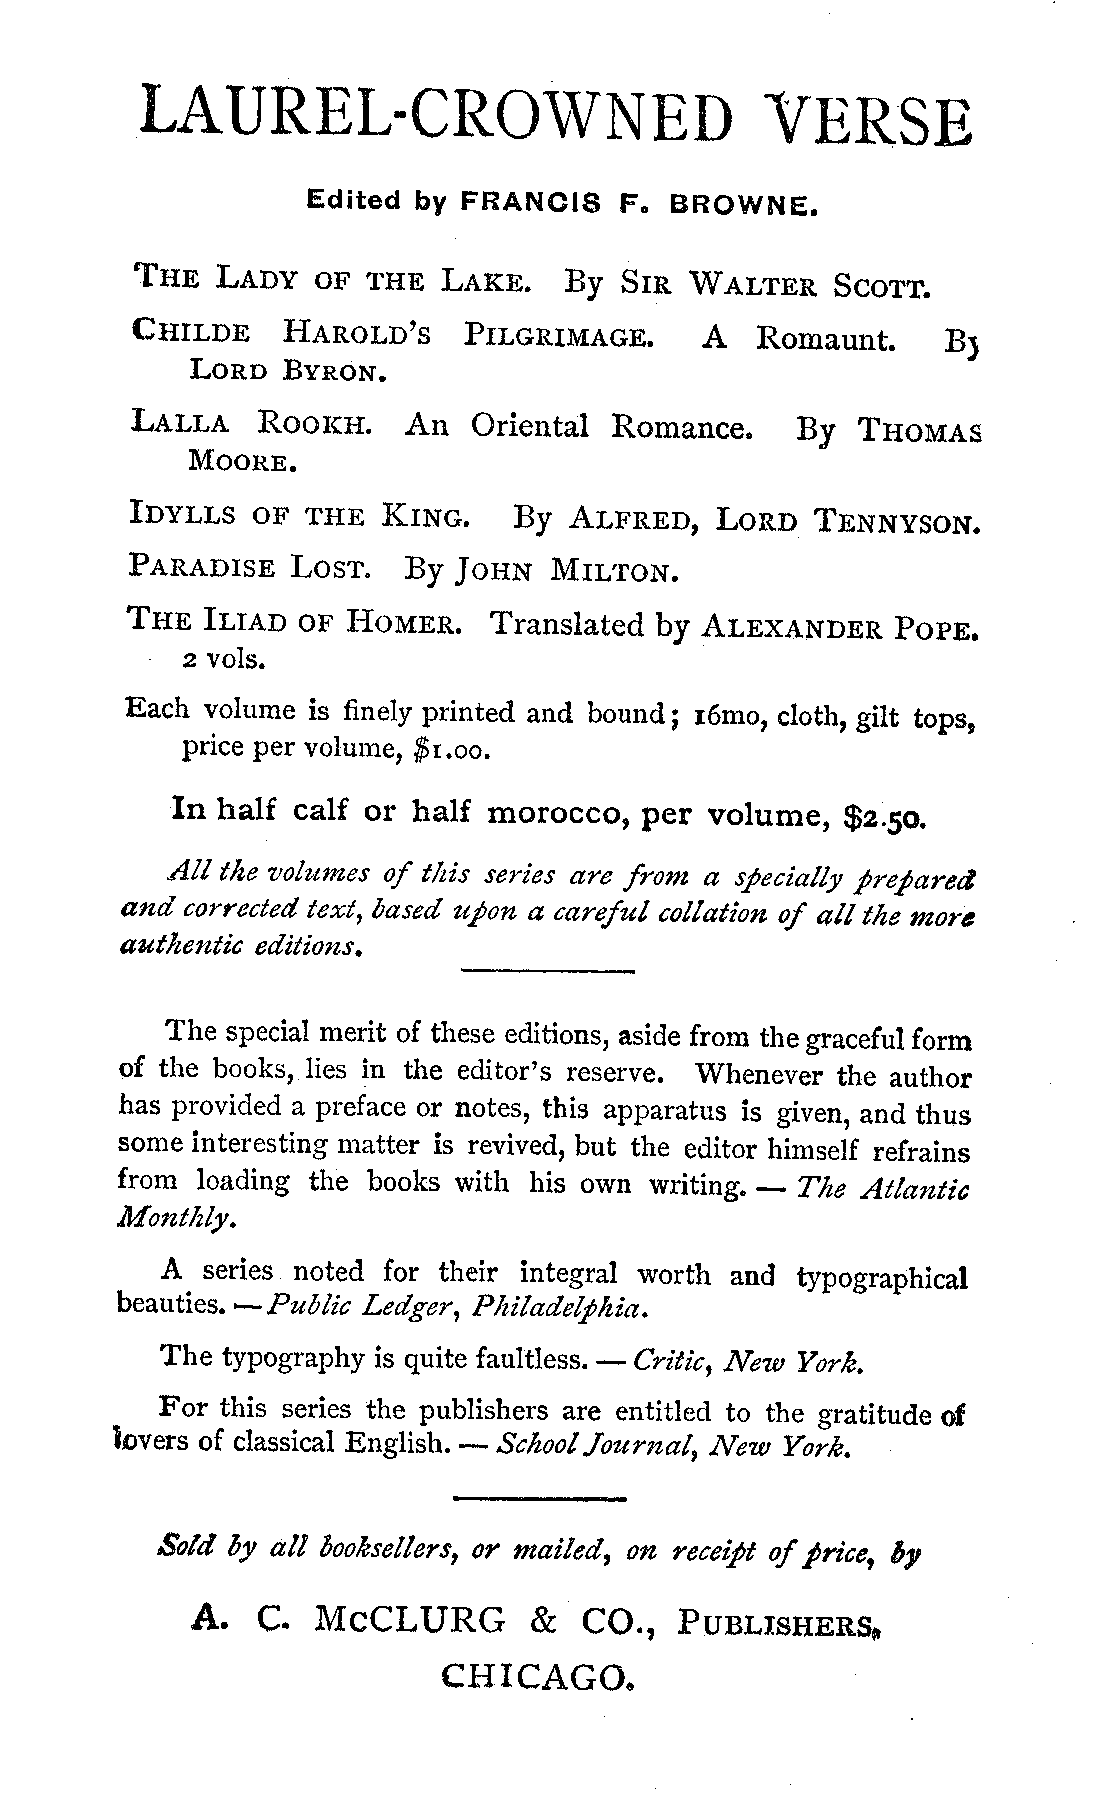 LAUREL-CROWNED VERSE
Edited by FRANCIS F. BROWNE.
THE LADY OF THE LAKE. By SIR WALTER SCOTT.
CHILDE HAROLD'S PILGRIMAGE. A Romaunt. By
LORD BYRON.
LALLA ROOKH. An Oriental Romance. By THOMAS
MOORE.
IDYLLS OF THE KING. By ALFRED, LORD TENNYSON.
PARADISE LOST. By JOHN MILTON.
THE ILIAD OF HOMER. Translated by ALEXANDER POPE.
2 vols.
Each volume is finely printed and bound; 16mo, cloth, gilt tops,
price per volume, $1.00.
In half calf or half morocco, per volume, $2.50.
All the volumes of this series are from a specially prepared
and corrected text, based upon a careful collation of all the more
authentic editions.
The special merit of these editions, aside from the graceful form
of the books, lies in the editor's reserve. Whenever the author
has provided a preface or notes, this apparatus is given, and thus
some interesting matter is revived, but the editor himself refrains
from loading the books with his own writing. — The Atlantic
Monthly.
A series noted for their integral worth and typographical
beauties. — Public Ledger, Philadelphia.
The typography is quite faultless. — Critic, New York.
For this series the publishers are entitled to the gratitude of
lovers of classical English. — School Journal, New York.
Sold by all booksellers, or mailed, on receipt of price, by
A. C. McCLURG & CO., PUBLISHERS,
CHICAGO.